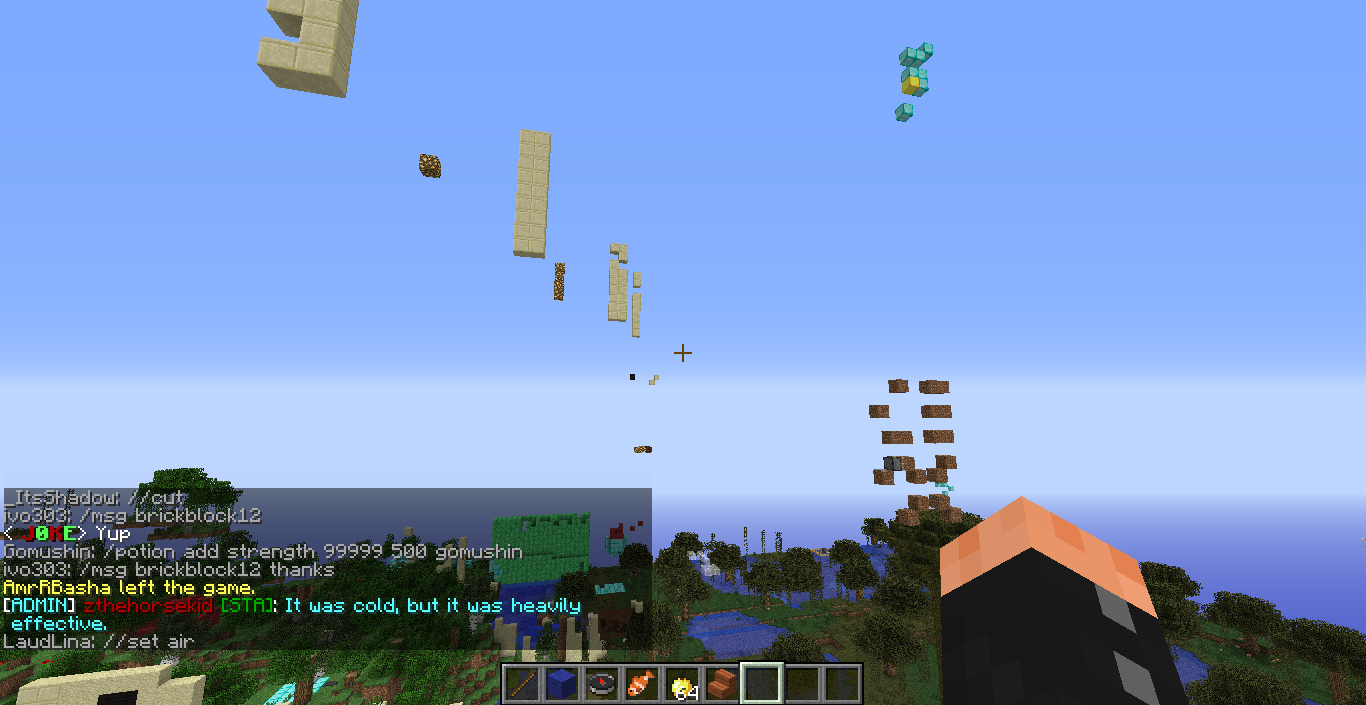 _ItsShadow: //cut
ivo303: /msg brickblock12
< J0KE> Yup
Gomushin: /potion add strength 99999 500 gomushin
ivo303: /msg brickblock12 thanks
AmrRBasha left the game.
[ADMIN] zthehorsekid [STA]: It was cold, but it was heavily
effective.
LaudLina: //set air
64